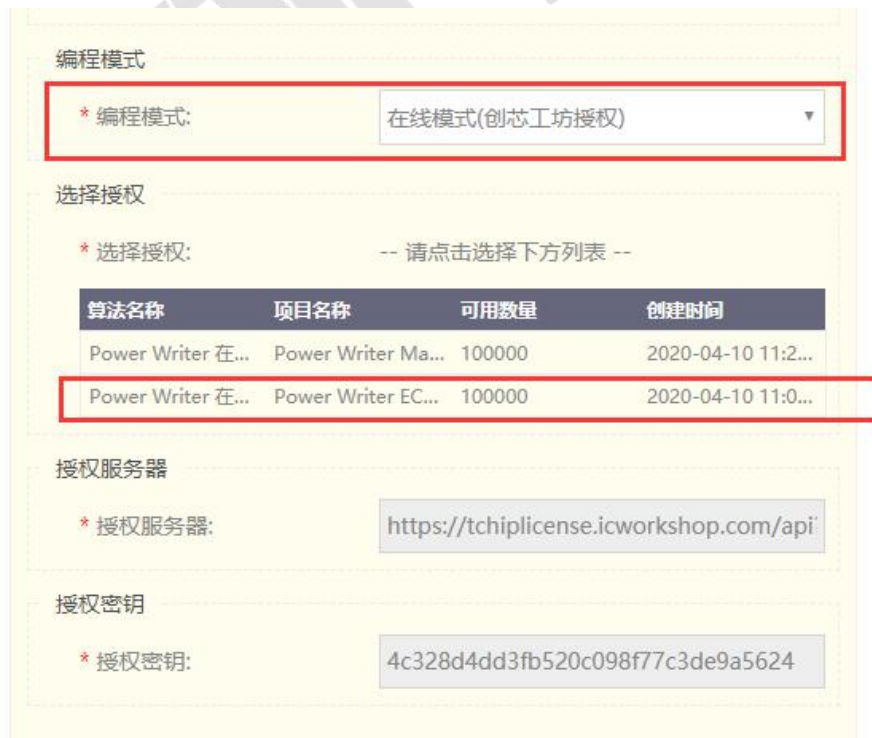 编程模式
* 编程模式: 在线模式(创芯工坊授权)
选择授权
* 选择授权: -- 请点击选择下方列表 --
算法名称 项目名称 可用数量 创建时间
Power Writer 在... Power Writer Ma... 100000 2020-04-10 11:2...
Power Writer 在... Power Writer EC... 100000 2020-04-10 11:0...
授权服务器
* 授权服务器: https://tchiplicense.icworkshop.com/api
授权密钥
* 授权密钥: 4c328d4dd3fb520c098f77c3de9a5624